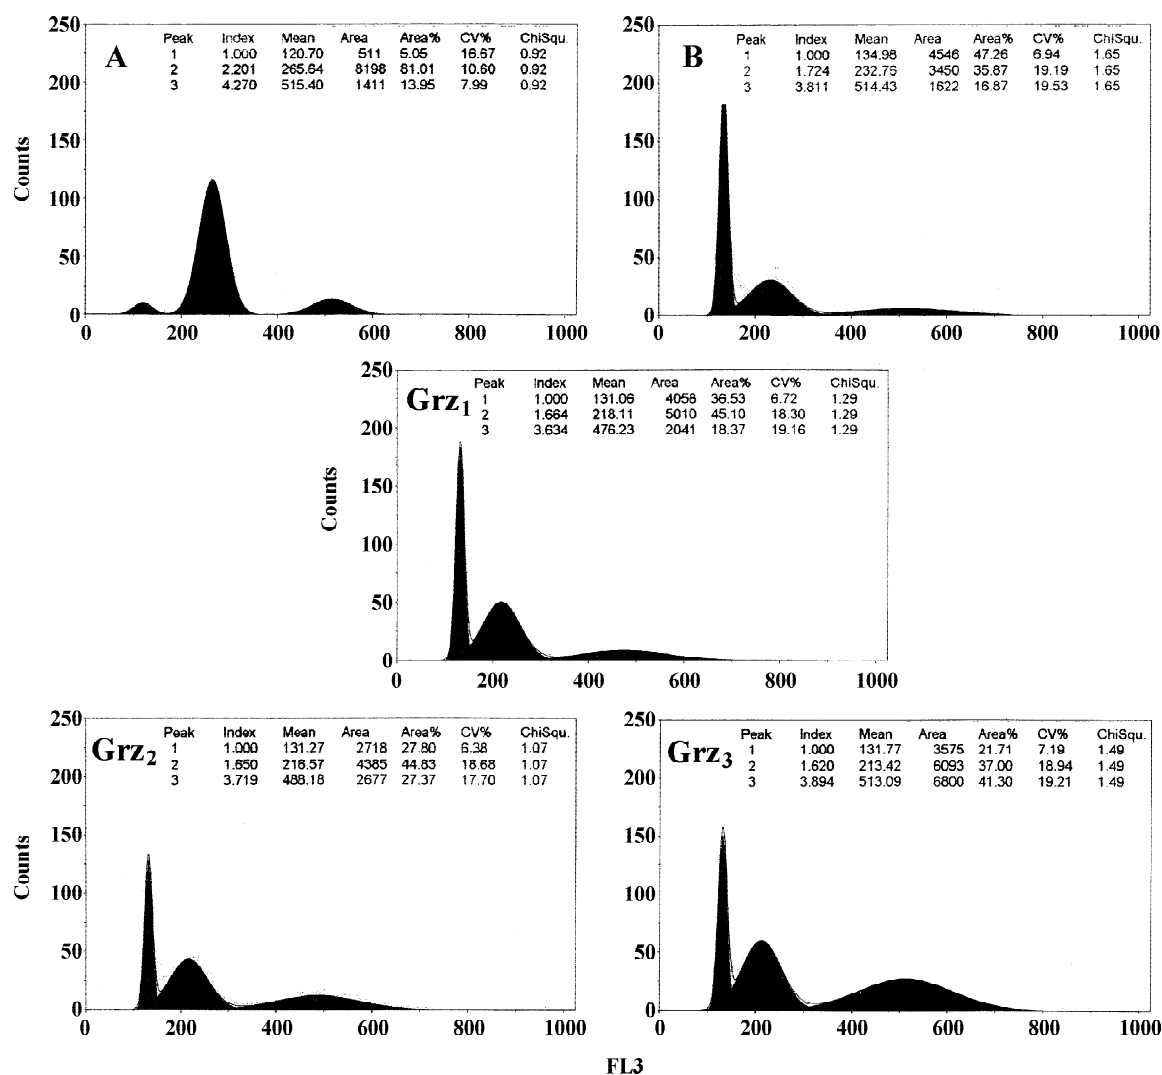 250
A
Peak Index Mean Area Area% CV% ChiSqu.
1 1.000 120.70 511 5.05 16.67 0.92
2 2.201 265.64 8198 81.01 10.60 0.92
3 4.270 515.40 1411 13.95 7.99 0.92
200
150
100
50
0
Counts
0 200 400 600 800 1000
250
B
Peak Index Mean Area Area% CV% ChiSqu.
1 1.000 134.98 4546 47.26 6.94 1.65
2 1.724 232.75 3450 35.87 19.19 1.65
3 3.811 514.43 1622 16.87 19.53 1.65
200
150
100
50
0
0 200 400 600 800 1000
250
Grz1
Peak Index Mean Area Area% CV% ChiSqu.
1 1.000 131.06 4058 36.53 6.72 1.29
2 1.664 218.11 5010 45.10 18.30 1.29
3 3.634 476.23 2041 18.37 19.16 1.29
200
150
100
50
0
Counts
0 200 400 600 800 1000
250
Grz2
Peak Index Mean Area Area% CV% ChiSqu.
1 1.000 131.27 2718 27.80 6.38 1.07
2 1.650 216.57 4385 44.83 18.68 1.07
3 3.719 488.18 2677 27.37 17.70 1.07
200
150
100
50
0
Counts
0 200 400 600 800 1000
250
Grz3
Peak Index Mean Area Area% CV% ChiSqu.
1 1.000 131.77 3575 21.71 7.19 1.49
2 1.620 213.42 6093 37.00 18.94 1.49
3 3.894 513.09 6800 41.30 19.21 1.49
200
150
100
50
0
0 200 400 600 800 1000
FL3